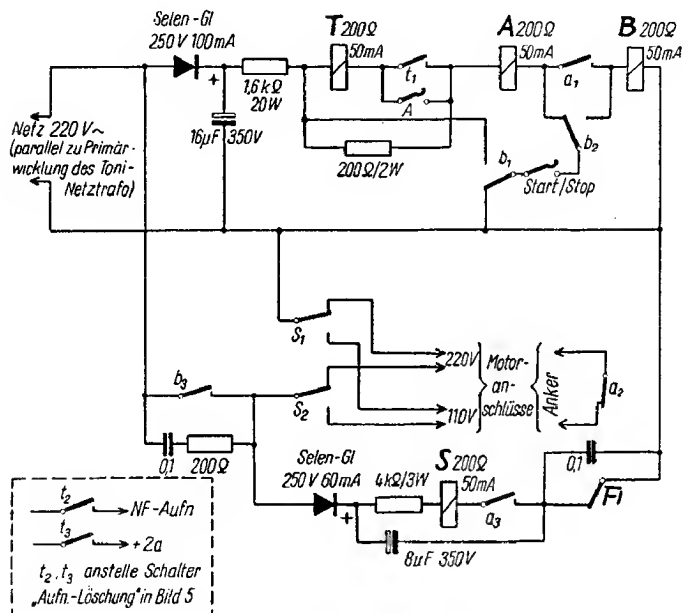 Selen-Gl
250V 100mA
+
1,6kΩ
20W
16µF 350V
T 200Ω
50mA
t1
A
200Ω/2W
A 200Ω
50mA
a1
B 200Ω
50mA
b2
b1
Start/Stop
Netz 220V~
(parallel zu Primär-
wicklung des Toni-
Netztrafo)
S1
S2
b3
220V
110V
Motor-
an-
schlüsse
Anker
a2
0,1
200Ω
Selen-Gl
250V 60mA
+
4kΩ/3W
S 200Ω
50mA
a3
8uF 350V
0,1
Fl
t2
NF-Aufn
t3
+2a
t2, t3 anstelle Schalter
„Aufn.-Löschung" in Bild 5